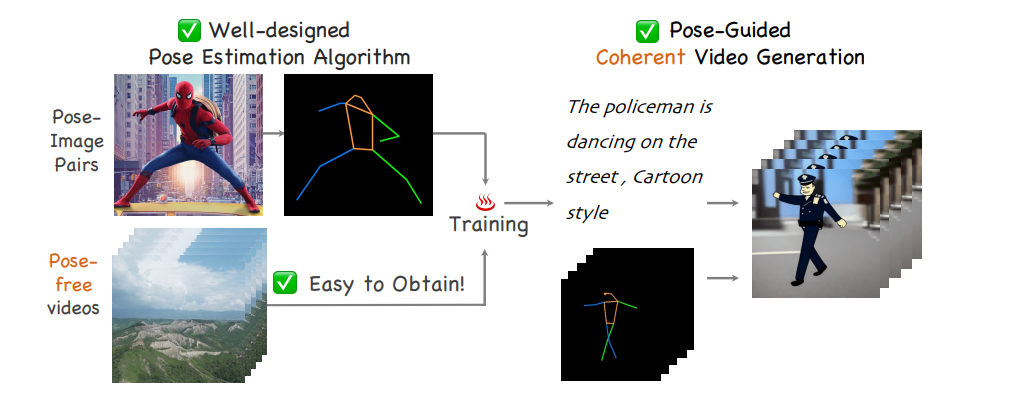 Well-designed
Pose Estimation Algorithm
Pose-
Image
Pairs
Pose-
free
videos
Easy to Obtain!
Training
Pose-Guided
Coherent Video Generation
The policeman is
dancing on the
street , Cartoon
style